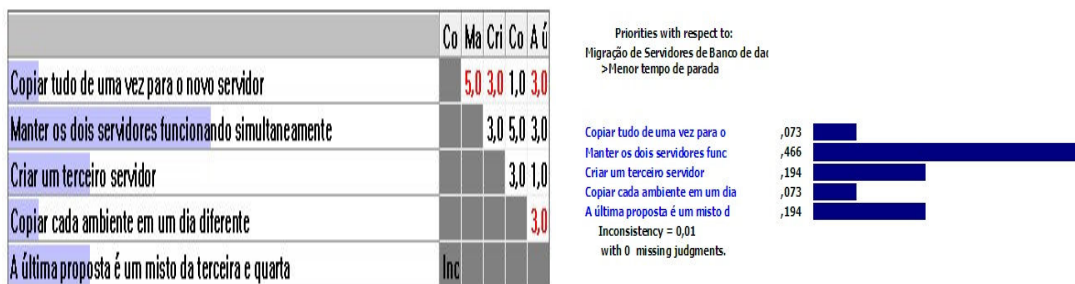 Co Ma Cri Co A ú
Copiar tudo de uma vez para o novo servidor 5,0 3,0 1,0 3,0
Manter os dois servidores funcionando simultaneamente 3,0 5,0 3,0
Criar um terceiro servidor 3,0 1,0
Copiar cada ambiente em um dia diferente 3,0
A última proposta é um misto da terceira e quarta Inc
Priorities with respect to:
Migração de Servidores de Banco de dad
>Menor tempo de parada
Copiar tudo de uma vez para o ,073
Manter os dois servidores func ,466
Criar um terceiro servidor ,194
Copiar cada ambiente em um dia ,073
A última proposta é um misto d ,194
Inconsistency = 0,01
with 0 missing judgments.